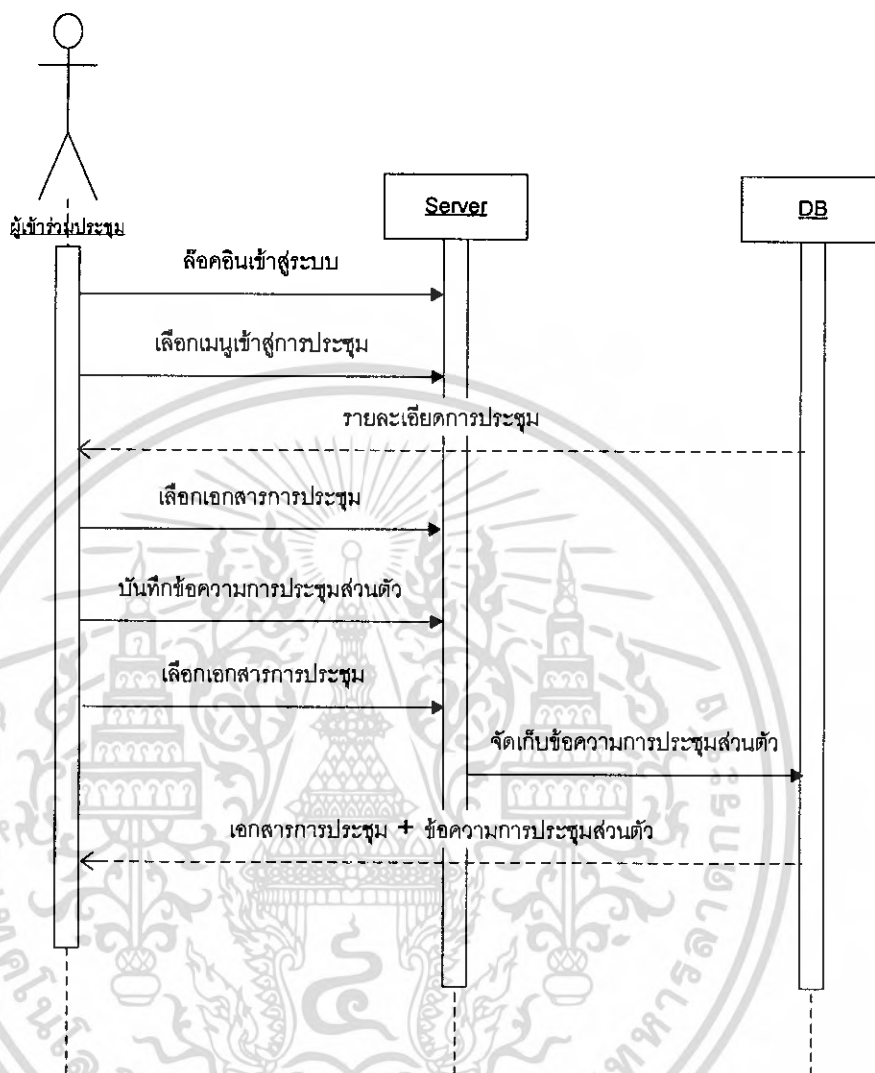 ผู้เข้าร่วมประชุม
Server
DB
ล๊อคอินเข้าสู่ระบบ
เลือกเมนูเข้าสู่การประชุม
รายละเอียดการประชุม
เลือกเอกสารการประชุม
บันทึกข้อความการประชุมส่วนตัว
เลือกเอกสารการประชุม
จัดเก็บข้อความการประชุมส่วนตัว
เอกสารการประชุม + ข้อความการประชุมส่วนตัว